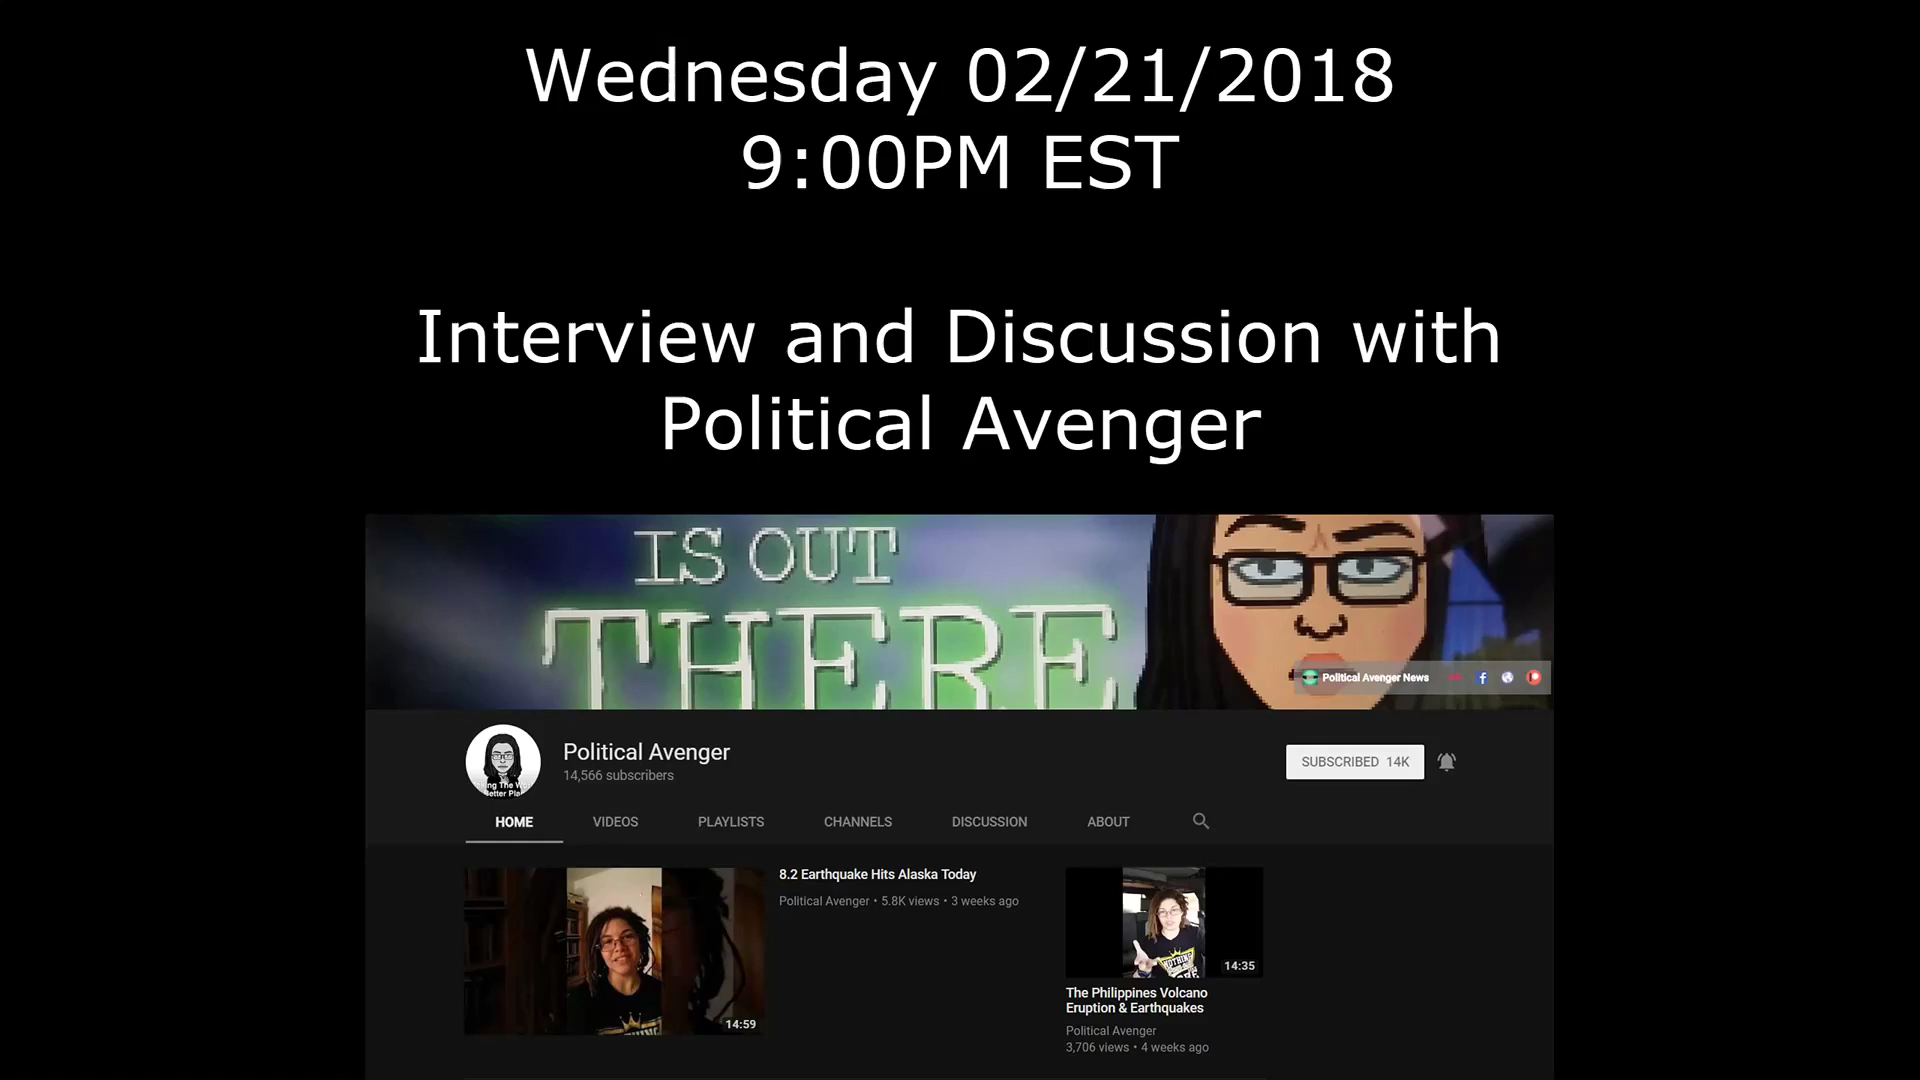 Wednesday 02/21/2018
9:00PM EST
Interview and Discussion with
Political Avenger
IS OUT
THERE
Political Avenger News
Political Avenger
14,566 subscribers
SUBSCRIBED 14K
HOME VIDEOS PLAYLISTS CHANNELS DISCUSSION ABOUT
8.2 Earthquake Hits Alaska Today
Political Avenger • 5.8K views • 3 weeks ago
14:59
14:35
The Philippines Volcano
Eruption & Earthquakes
Political Avenger
3,706 views • 4 weeks ago